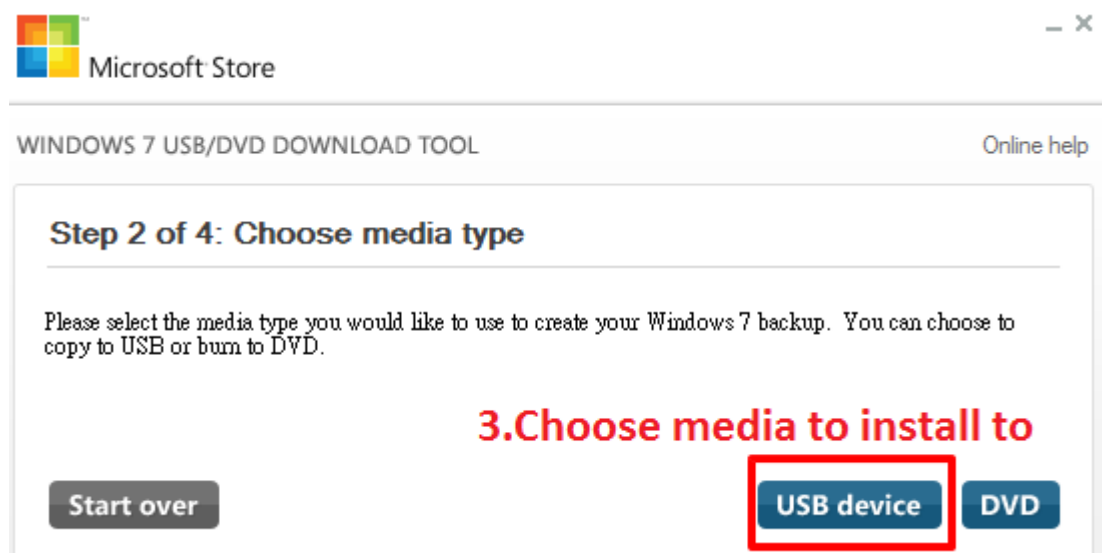 Microsoft Store
WINDOWS 7 USB/DVD DOWNLOAD TOOL
Online help
Step 2 of 4: Choose media type
Please select the media type you would like to use to create your Windows 7 backup.  You can choose to
copy to USB or burn to DVD.
3.Choose media to install to
Start over
USB device
DVD